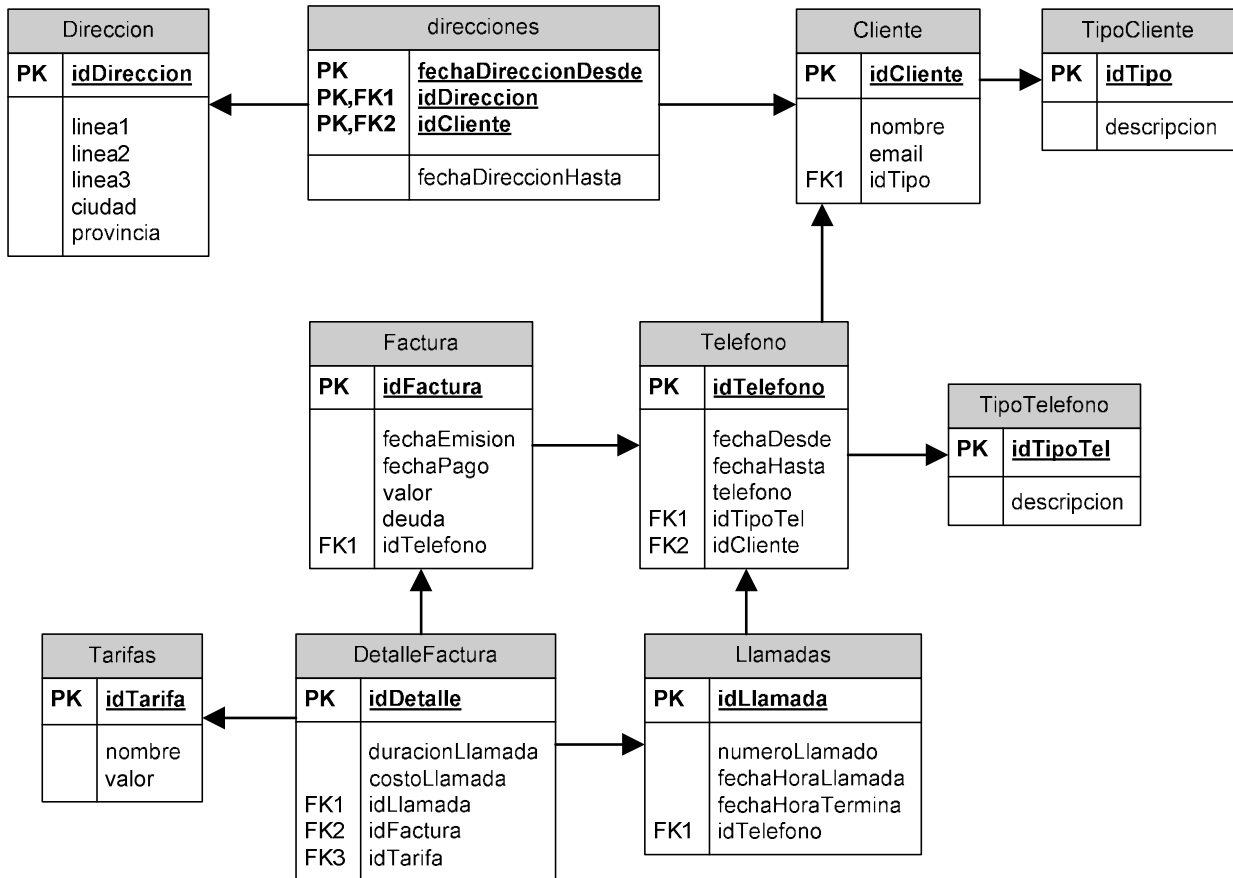 Direccion
PK idDireccion
linea1
linea2
linea3
ciudad
provincia
direcciones
PK fechaDireccionDesde
PK,FK1 idDireccion
PK,FK2 idCliente
fechaDireccionHasta
Cliente
PK idCliente
nombre
email
FK1 idTipo
TipoCliente
PK idTipo
descripcion
Factura
PK idFactura
fechaEmision
fechaPago
valor
deuda
FK1 idTelefono
Telefono
PK idTelefono
fechaDesde
fechaHasta
telefono
FK1 idTipoTel
FK2 idCliente
TipoTelefono
PK idTipoTel
descripcion
Tarifas
PK idTarifa
nombre
valor
DetalleFactura
PK idDetalle
duracionLlamada
costoLlamada
FK1 idLlamada
FK2 idFactura
FK3 idTarifa
Llamadas
PK idLlamada
numeroLlamado
fechaHoraLlamada
fechaHoraTermina
FK1 idTelefono